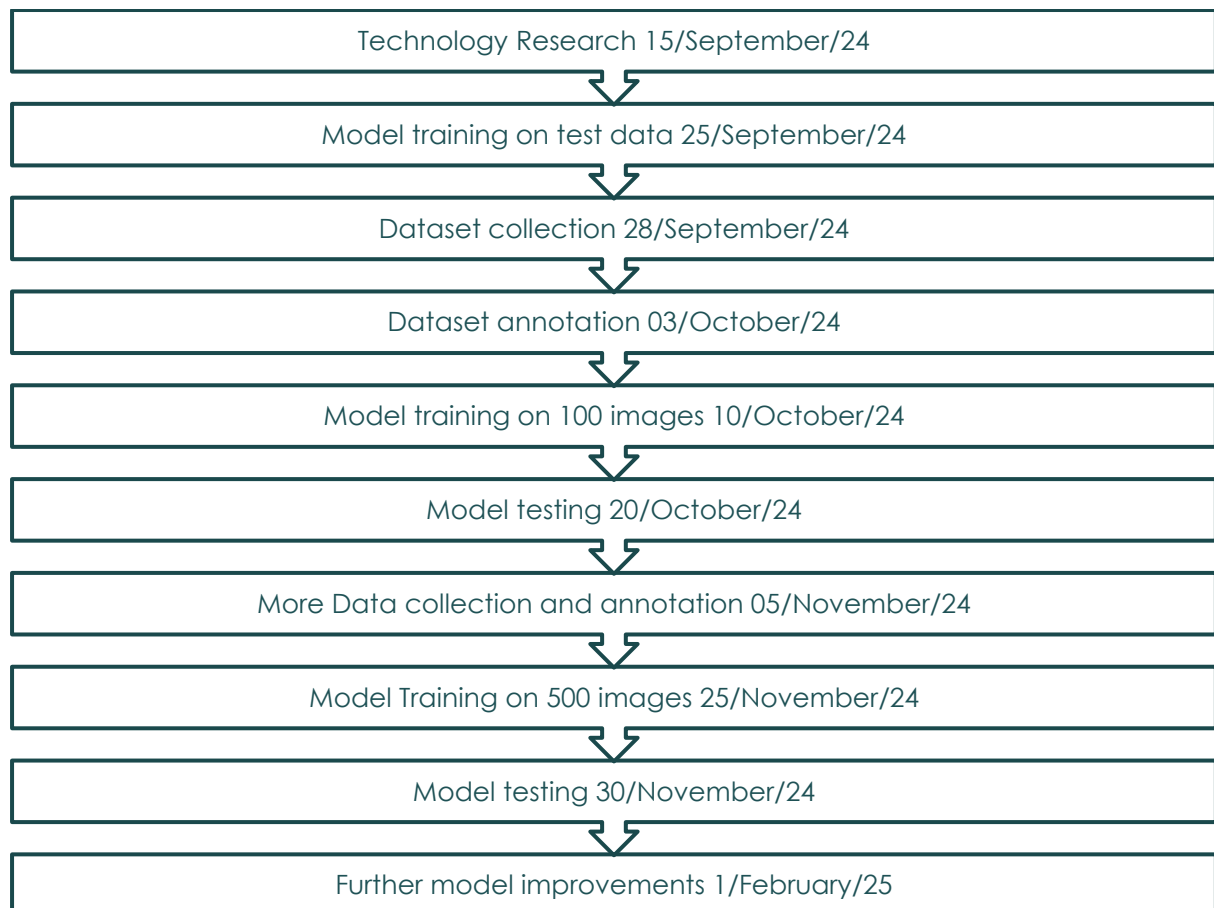 Technology Research 15/September/24
Model training on test data 25/September/24
Dataset collection 28/September/24
Dataset annotation 03/October/24
Model training on 100 images 10/October/24
Model testing 20/October/24
More Data collection and annotation 05/November/24
Model Training on 500 images 25/November/24
Model testing 30/November/24
Further model improvements 1/February/25